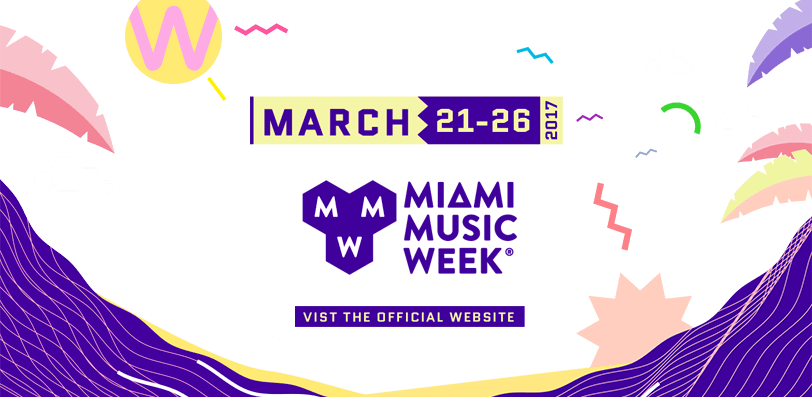 W
MARCH 21-26 2017
M M W
MIAMI
MUSIC
WEEK®
VIST THE OFFICIAL WEBSITE